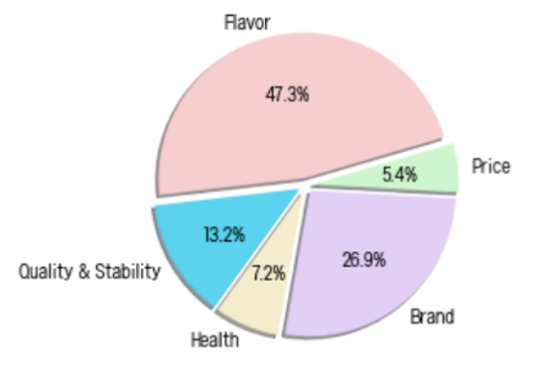 Flavor
47.3%
Price
5.4%
13.2%
26.9%
7.2%
Quality & Stability
Brand
Health